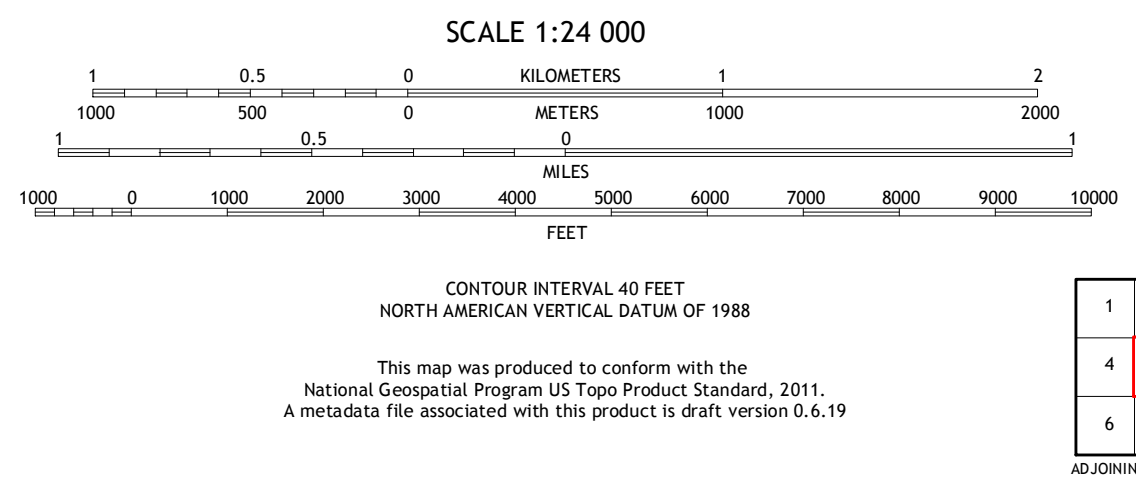 SCALE 1:24 000
1 0.5 0 KILOMETERS 1 2
1000 500 0 METERS 1000 2000
1 0.5 0 1
MILES
1000 0 1000 2000 3000 4000 5000 6000 7000 8000 9000 10000
FEET
CONTOUR INTERVAL 40 FEET
NORTH AMERICAN VERTICAL DATUM OF 1988
This map was produced to conform with the
National Geospatial Program US Topo Product Standard, 2011.
A metadata file associated with this product is draft version 0.6.19
1
4
6
ADJOININ